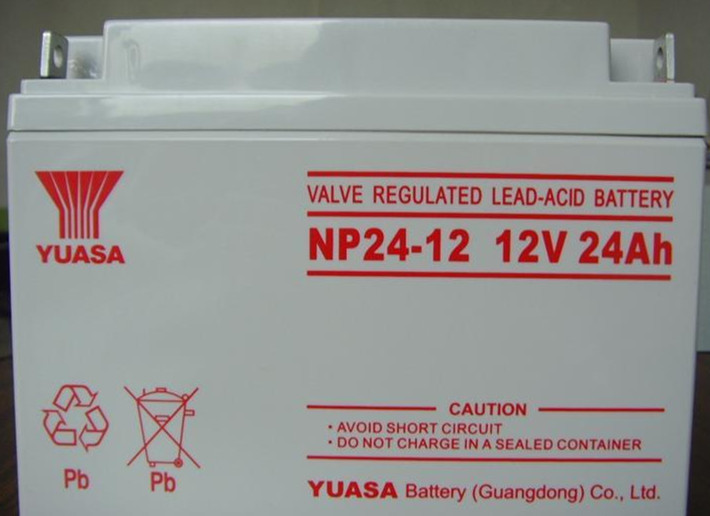 YUASA
VALVE REGULATED LEAD-ACID BATTERY
NP24-12 12V 24Ah
Pb
Pb
CAUTION
• AVOID SHORT CIRCUIT
• DO NOT CHARGE IN A SEALED CONTAINER
YUASA Battery (Guangdong) Co., Ltd.